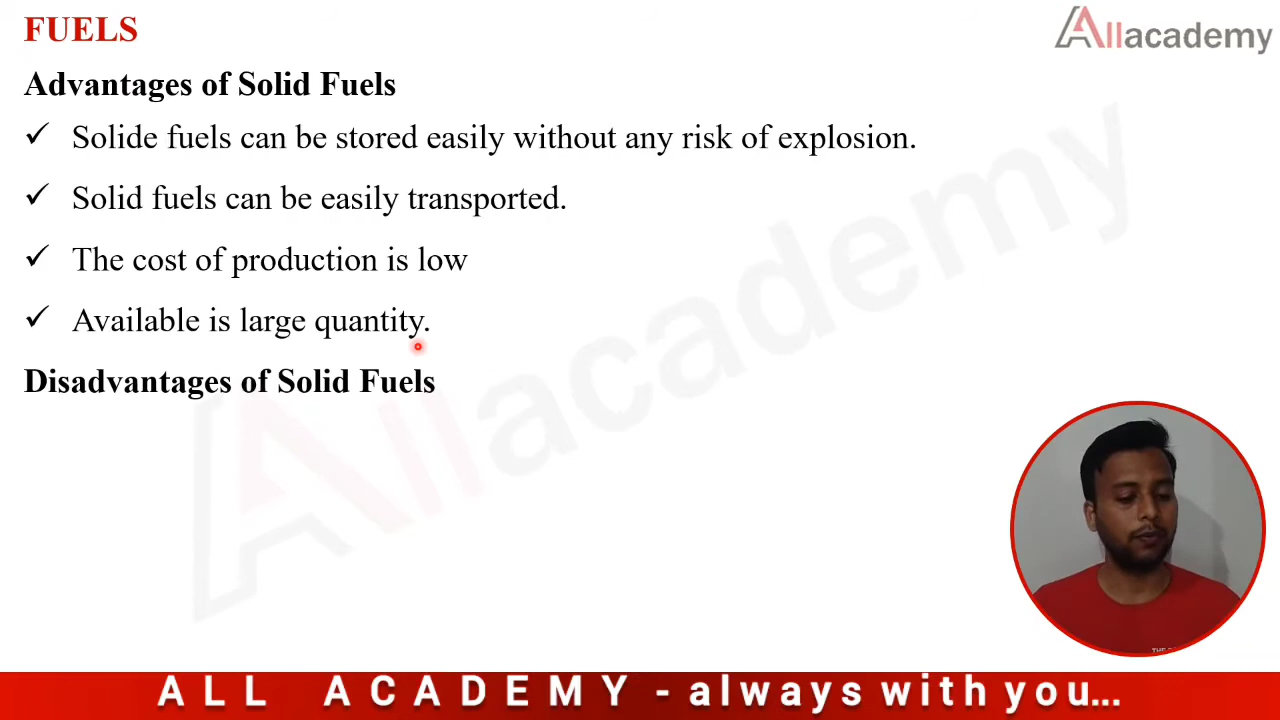 FUELS
Allacademy
Advantages of Solid Fuels
✓ Solide fuels can be stored easily without any risk of explosion.
✓ Solid fuels can be easily transported.
✓ The cost of production is low
✓ Available is large quantity.
Disadvantages of Solid Fuels
Allacademy
ALL ACADEMY - always with you...